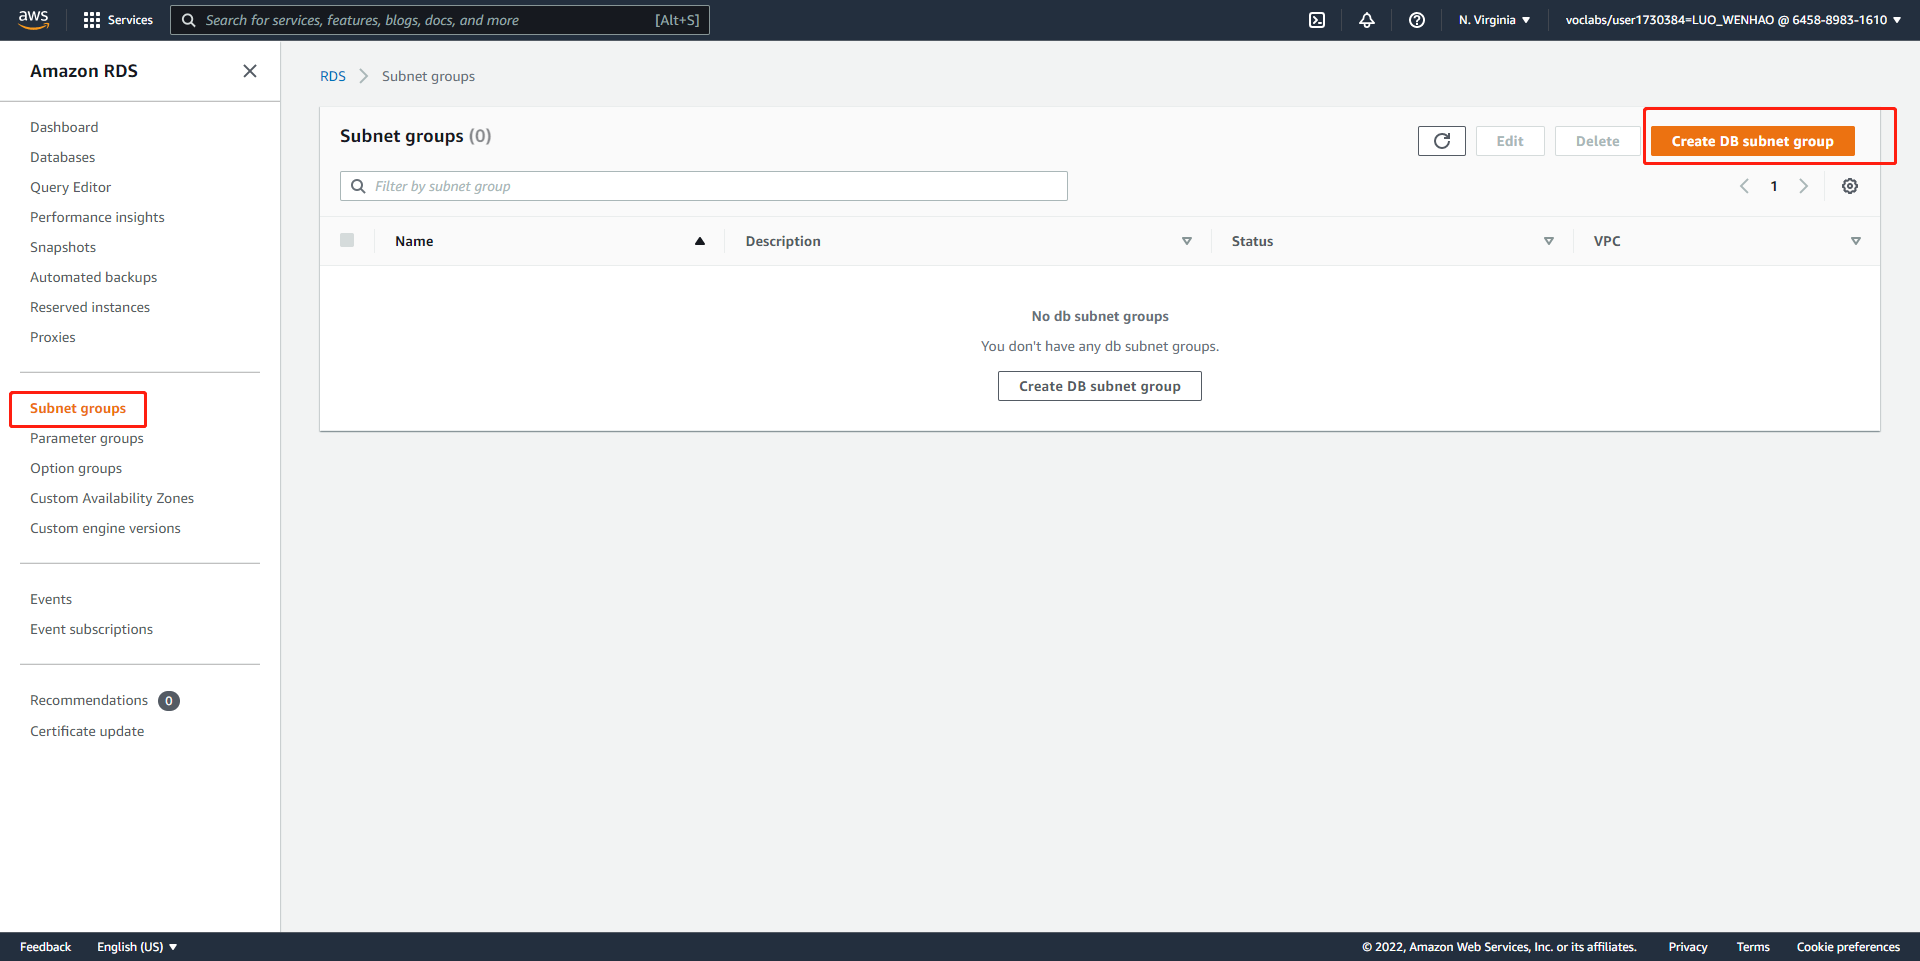 aws Services Search for services, features, blogs, docs, and more [Alt+S] N. Virginia voclabs/user1730384=LUO_WENHAO @ 6458-8983-1610
Amazon RDS
Dashboard
Databases
Query Editor
Performance insights
Snapshots
Automated backups
Reserved instances
Proxies
Subnet groups
Parameter groups
Option groups
Custom Availability Zones
Custom engine versions
Events
Event subscriptions
Recommendations 0
Certificate update
RDS Subnet groups
Subnet groups (0) Edit Delete Create DB subnet group
Filter by subnet group 1
Name Description Status VPC
No db subnet groups
You don't have any db subnet groups.
Create DB subnet group
Feedback English (US) © 2022, Amazon Web Services, Inc. or its affiliates. Privacy Terms Cookie preferences